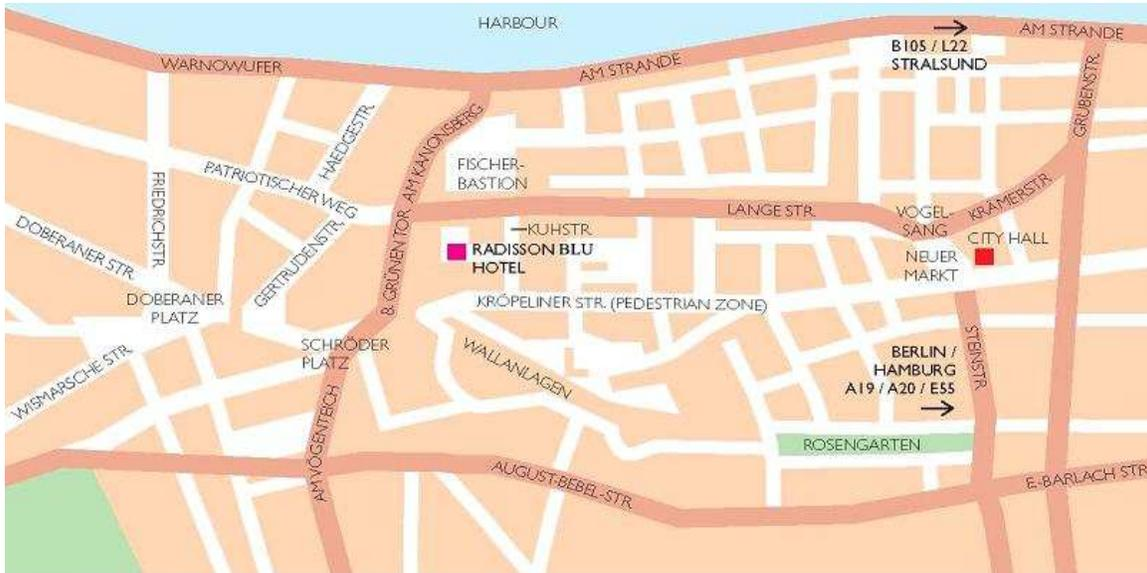 HARBOUR
AM STRANDE
B105 / L22
STRALSUND
WARNOWUFER
AM STRANDE
GRUBENSTR.
HAEDGESTR.
AM KANONSBERG
FISCHER-
BASTION
PATRIOTISCHER WEG
FRIEDRICHSTR.
LANGE STR.
VOGEL-
SANG
KRÄMERSTR
DOBERANER STR.
GERTRUDENSTR.
B. GRÜNEN TOR
KUHSTR.
RADISSON BLU
HOTEL
CITY HALL
NEUER
MARKT
DOBERANER
PLATZ
KRÖPELINER STR. (PEDESTRIAN ZONE)
SCHRÖDER
PLATZ
WALLANLAGEN
STEINSTR
BERLIN /
HAMBURG
A19 / A20 / E55
WISMARSCHE STR
ROSENGARTEN
AM VÖGENTEICH
AUGUST-BEBEL-STR.
E-BARLACH STR